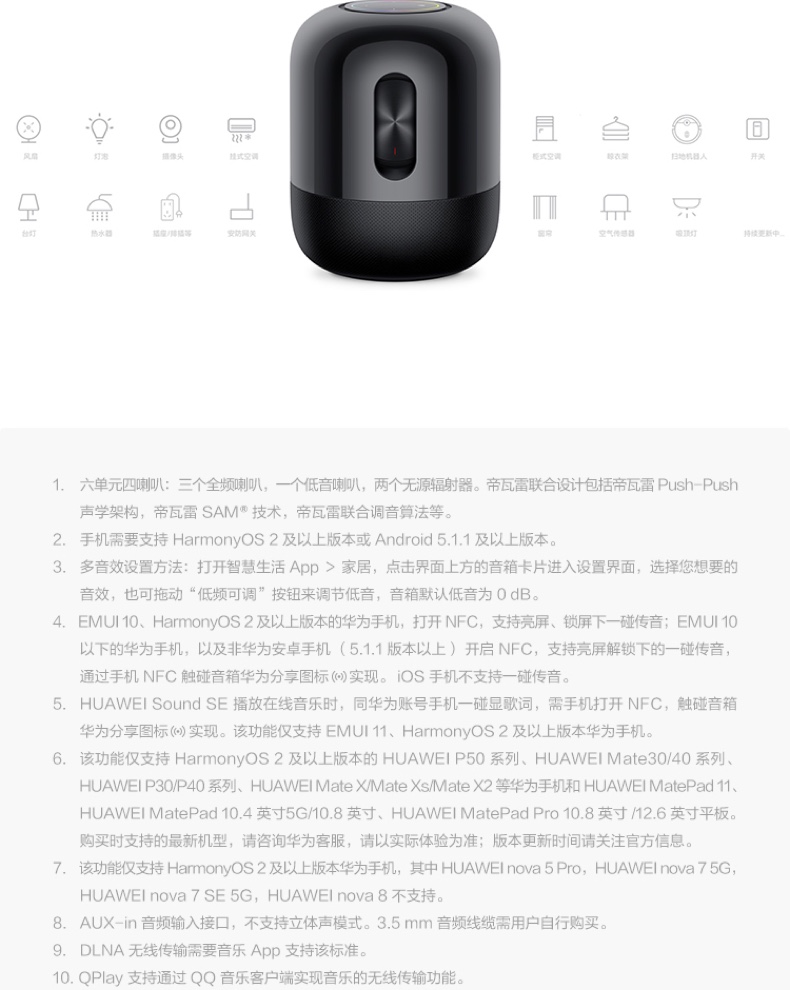 风扇
灯泡
摄像头
挂式空调
柜式空调
晾衣架
扫地机器人
开关
台灯
热水器
插座/排插等
安防网关
窗帘
空气传感器
吸顶灯
持续更新中...
1. 六单元四喇叭：三个全频喇叭，一个低音喇叭，两个无源辐射器。帝瓦雷联合设计包括帝瓦雷 Push-Push
声学架构，帝瓦雷 SAM® 技术，帝瓦雷联合调音算法等。
2. 手机需要支持 HarmonyOS 2 及以上版本或 Android 5.1.1 及以上版本。
3. 多音效设置方法：打开智慧生活 App > 家居，点击界面上方的音箱卡片进入设置界面，选择您想要的
音效，也可拖动“低频可调”按钮来调节低音，音箱默认低音为 0 dB。
4. EMUI 10、HarmonyOS 2 及以上版本的华为手机，打开 NFC，支持亮屏、锁屏下一碰传音；EMUI 10
以下的华为手机，以及非华为安卓手机（ 5.1.1 版本以上 ）开启 NFC，支持亮屏解锁下的一碰传音，
通过手机 NFC 触碰音箱华为分享图标 实现。 iOS 手机不支持一碰传音。
5. HUAWEI Sound SE 播放在线音乐时，同华为账号手机一碰显歌词，需手机打开 NFC，触碰音箱
华为分享图标 实现。该功能仅支持 EMUI 11、HarmonyOS 2 及以上版本华为手机。
6. 该功能仅支持 HarmonyOS 2 及以上版本的 HUAWEI P50 系列、HUAWEI Mate30/40 系列、
HUAWEI P30/P40 系列、HUAWEI Mate X/Mate Xs/Mate X2 等华为手机和 HUAWEI MatePad 11、
HUAWEI MatePad 10.4 英寸5G/10.8 英寸、HUAWEI MatePad Pro 10.8 英寸 /12.6 英寸平板。
购买时支持的最新机型，请咨询华为客服，请以实际体验为准；版本更新时间请关注官方信息。
7. 该功能仅支持 HarmonyOS 2 及以上版本华为手机，其中 HUAWEI nova 5 Pro，HUAWEI nova 7 5G，
HUAWEI nova 7 SE 5G，HUAWEI nova 8 不支持。
8. AUX-in 音频输入接口，不支持立体声模式。3.5 mm 音频线缆需用户自行购买。
9. DLNA 无线传输需要音乐 App 支持该标准。
10. QPlay 支持通过 QQ 音乐客户端实现音乐的无线传输功能。